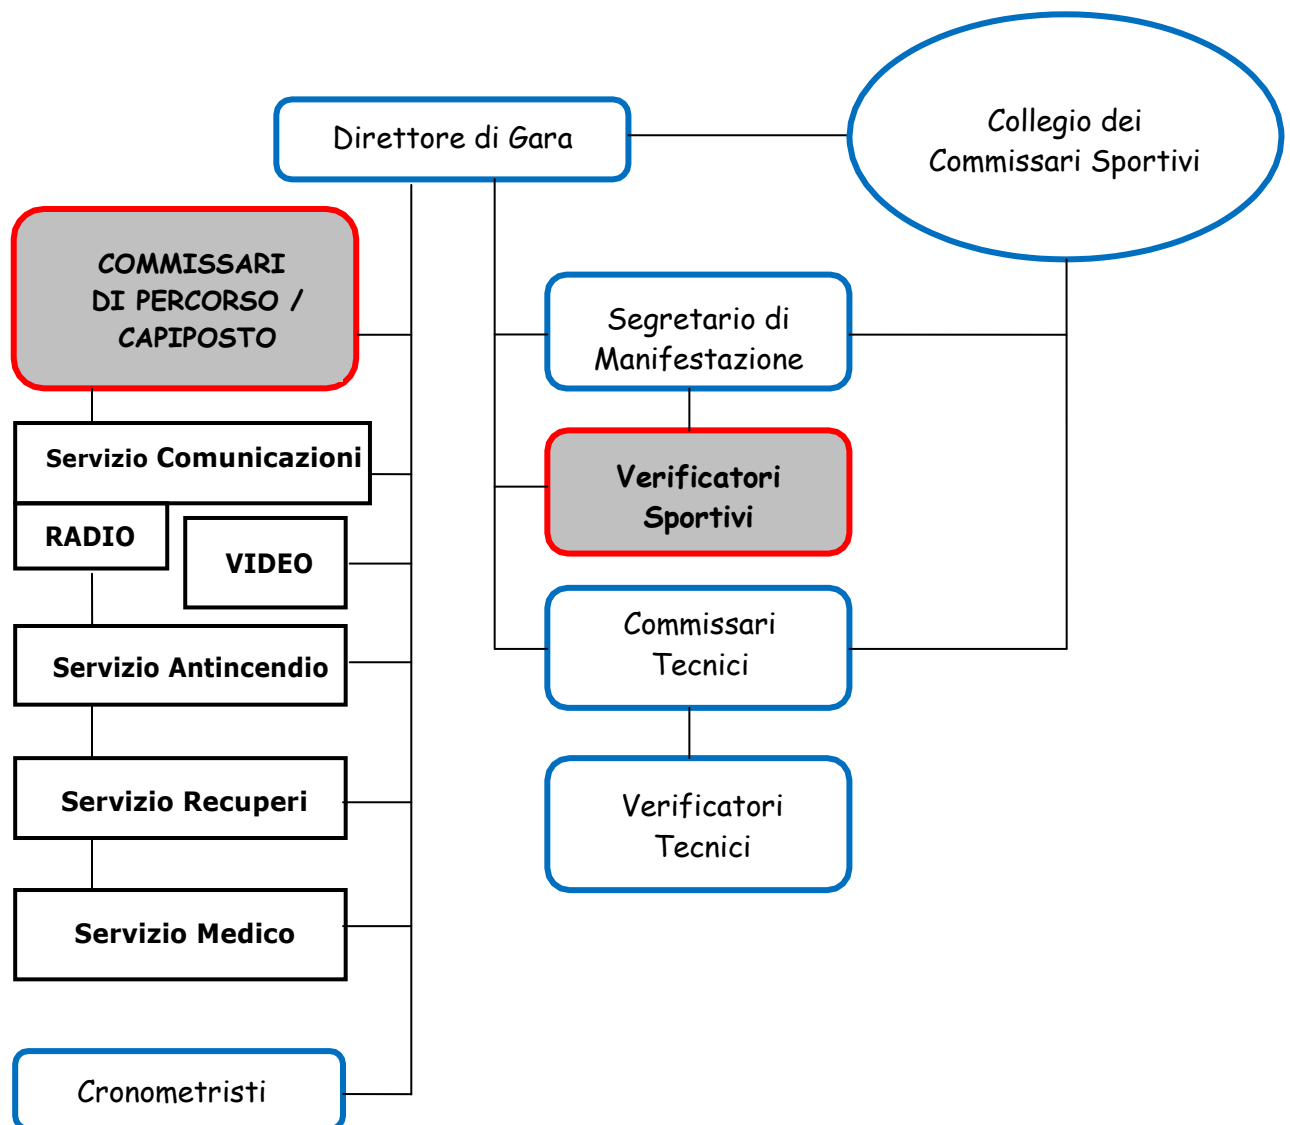 Direttore di Gara
Collegio dei
Commissari Sportivi
COMMISSARI
DI PERCORSO /
CAPIPOSTO
Segretario di
Manifestazione
Servizio Comunicazioni
RADIO
VIDEO
Verificatori
Sportivi
Servizio Antincendio
Commissari
Tecnici
Servizio Recuperi
Verificatori
Tecnici
Servizio Medico
Cronometristi